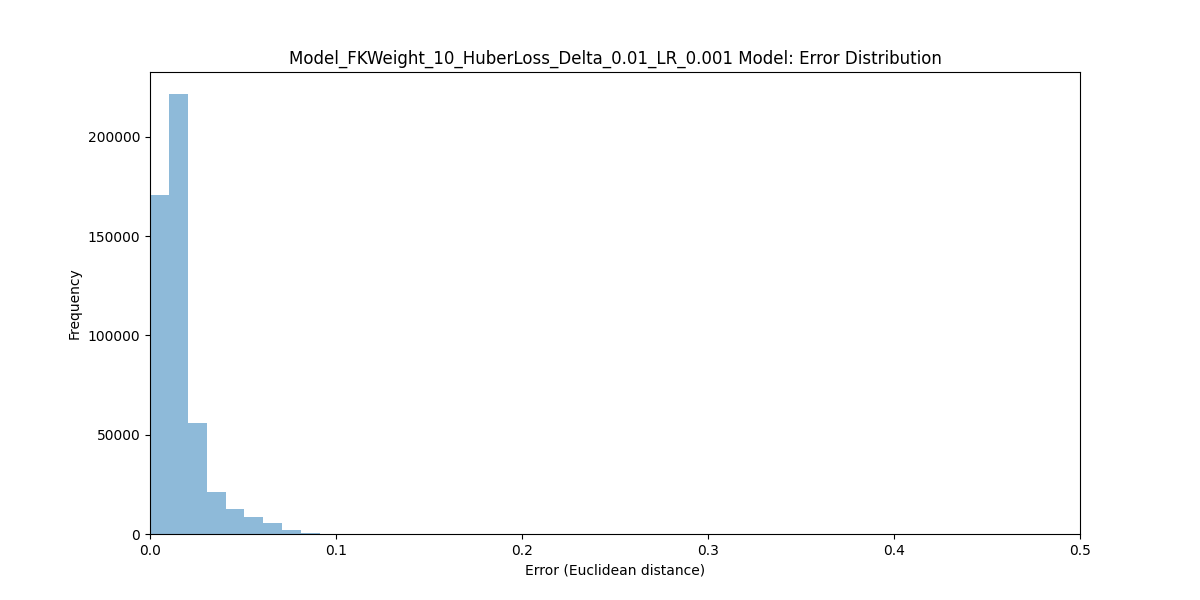 Model_FKWeight_10_HuberLoss_Delta_0.01_LR_0.001 Model: Error Distribution
Frequency
200000
150000
100000
50000
0
0.0 0.1 0.2 0.3 0.4 0.5
Error (Euclidean distance)